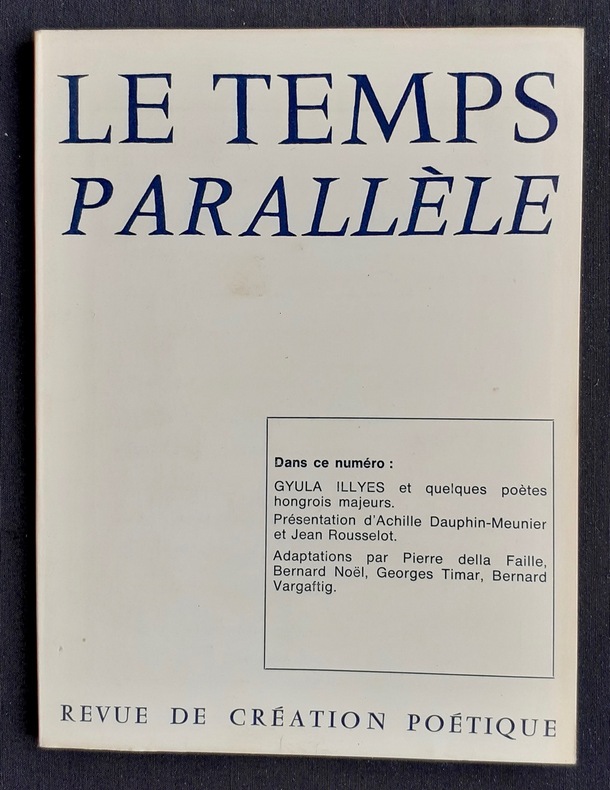 LE TEMPS
PARALLÈLE
Dans ce numéro :
GYULA ILLYES et quelques poètes
hongrois majeurs.
Présentation d'Achille Dauphin-Meunier
et Jean Rousselot.
Adaptations par Pierre della Faille,
Bernard Noël, Georges Timar, Bernard
Vargaftig.
REVUE DE CRÉATION POÉTIQUE